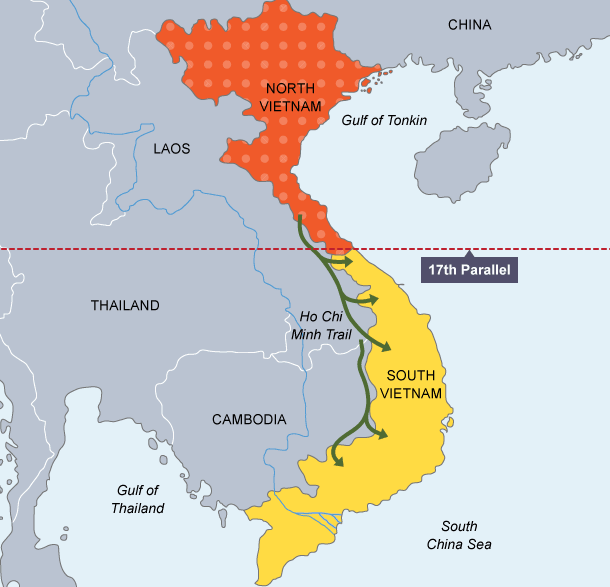 CHINA
NORTH
VIETNAM
Gulf of Tonkin
LAOS
17th Parallel
THAILAND
Ho Chi
Minh Trail
SOUTH
VIETNAM
CAMBODIA
Gulf of
Thailand
South
China Sea